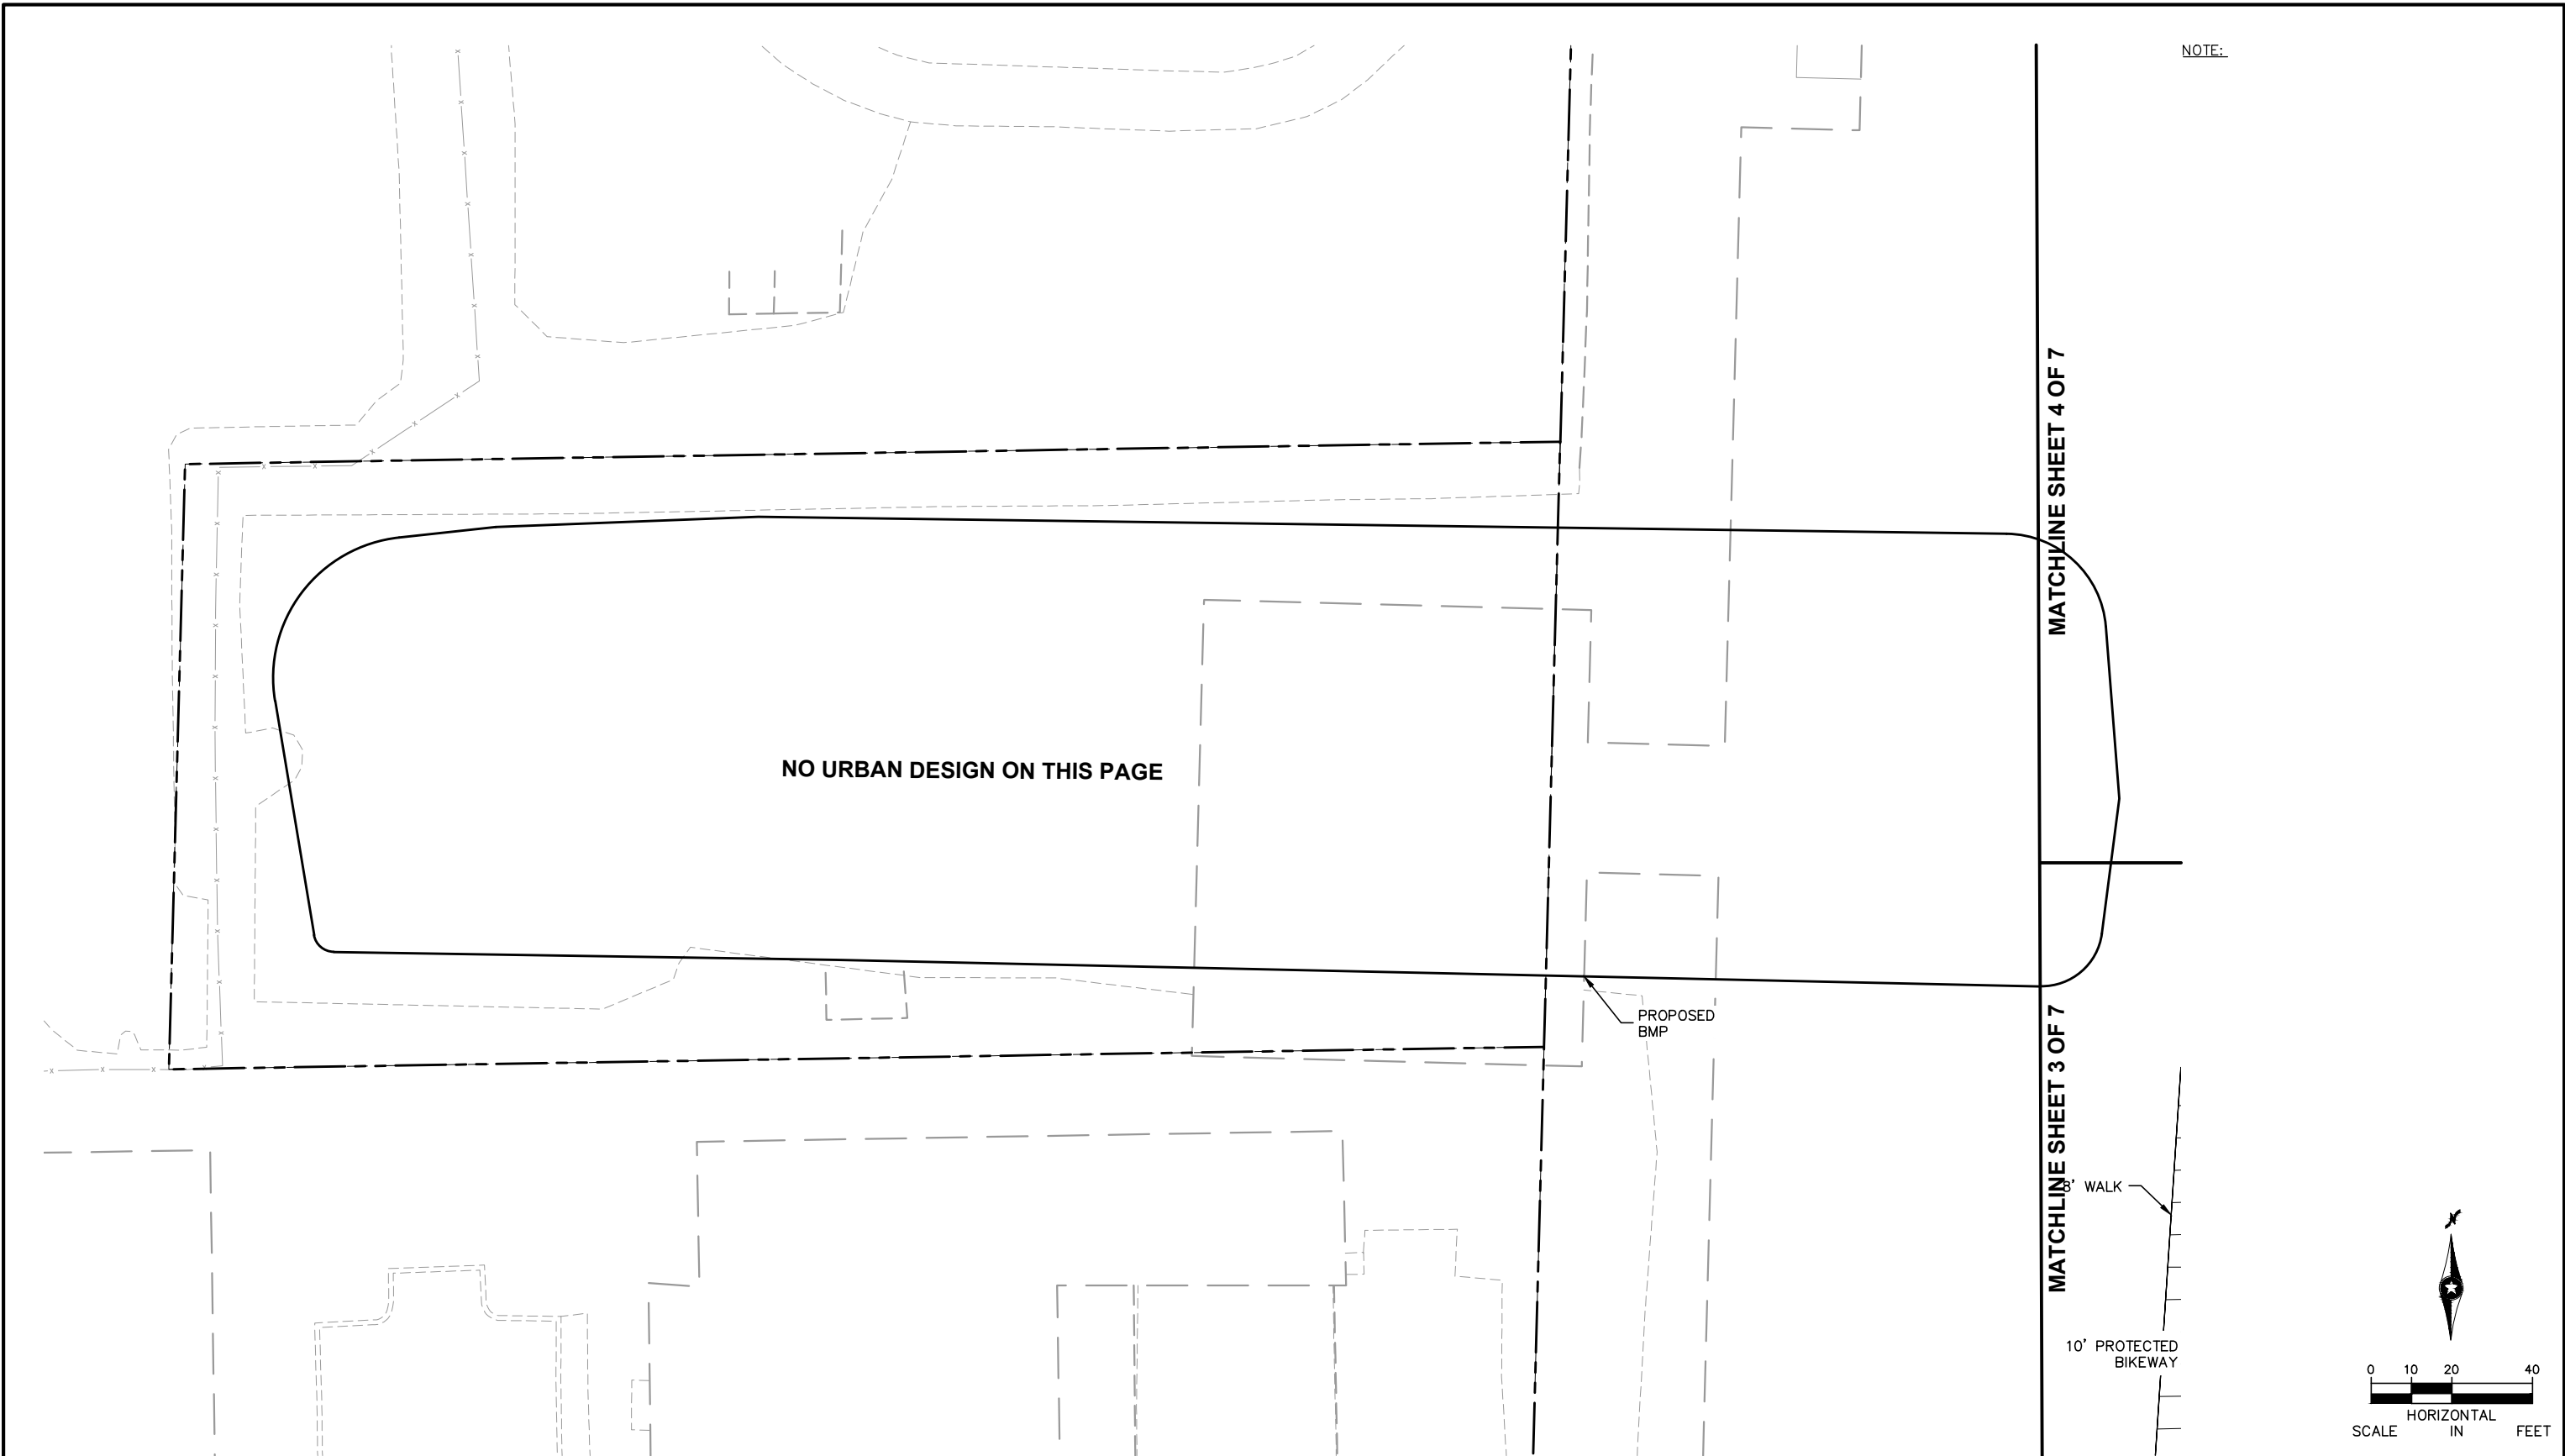 NOTE:
MATCHLINE SHEET 4 OF 7
NO URBAN DESIGN ON THIS PAGE
PROPOSED
BMP
MATCHLINE SHEET 3 OF 7
8' WALK
10' PROTECTED
BIKEWAY
N
0 10 20 40
HORIZONTAL
SCALE IN FEET